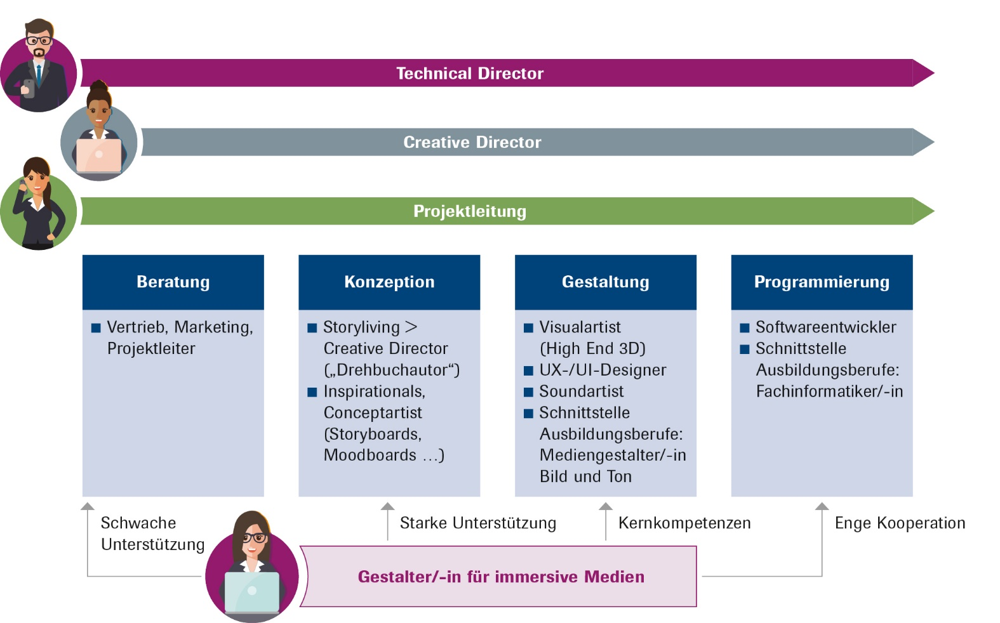 Technical Director
Creative Director
Projektleitung
Beratung
Vertrieb, Marketing,
Projektleiter
Konzeption
Storyliving >
Creative Director
(„Drehbuchautor“)
Inspirationals,
Conceptartist
(Storyboards,
Moodboards …)
Gestaltung
Visualartist
(High End 3D)
UX-/UI-Designer
Soundartist
Schnittstelle
Ausbildungsberufe:
Mediengestalter/-in
Bild und Ton
Programmierung
Softwareentwickler
Schnittstelle
Ausbildungsberufe:
Fachinformatiker/-in
Schwache
Unterstützung
Starke Unterstützung
Kernkompetenzen
Enge Kooperation
Gestalter/-in für immersive Medien